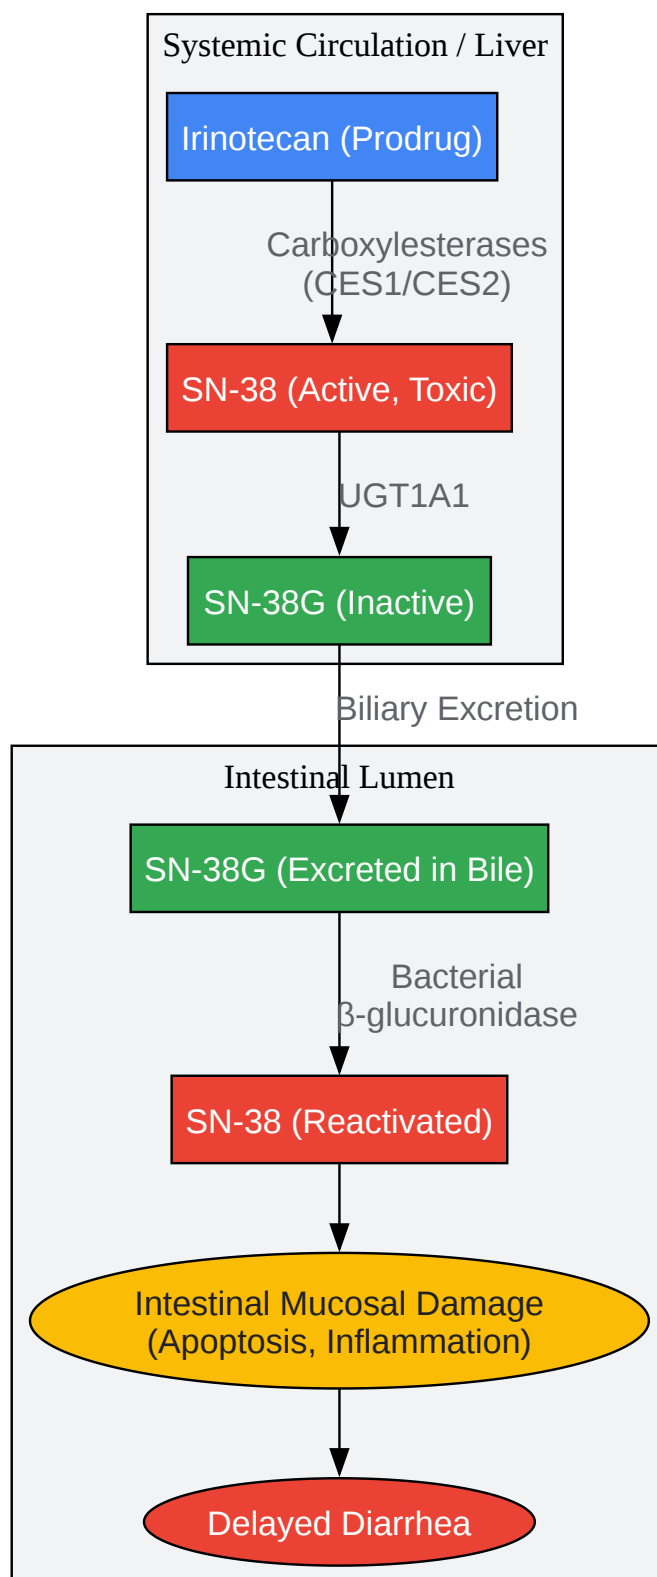 Systemic Circulation / Liver
Irinotecan (Prodrug)
Carboxylesterases
(CES1/CES2)
SN-38 (Active, Toxic)
UGT1A1
SN-38G (Inactive)
Biliary Excretion
Intestinal Lumen
SN-38G (Excreted in Bile)
Bacterial
β-glucuronidase
SN-38 (Reactivated)
Intestinal Mucosal Damage
(Apoptosis, Inflammation)
Delayed Diarrhea